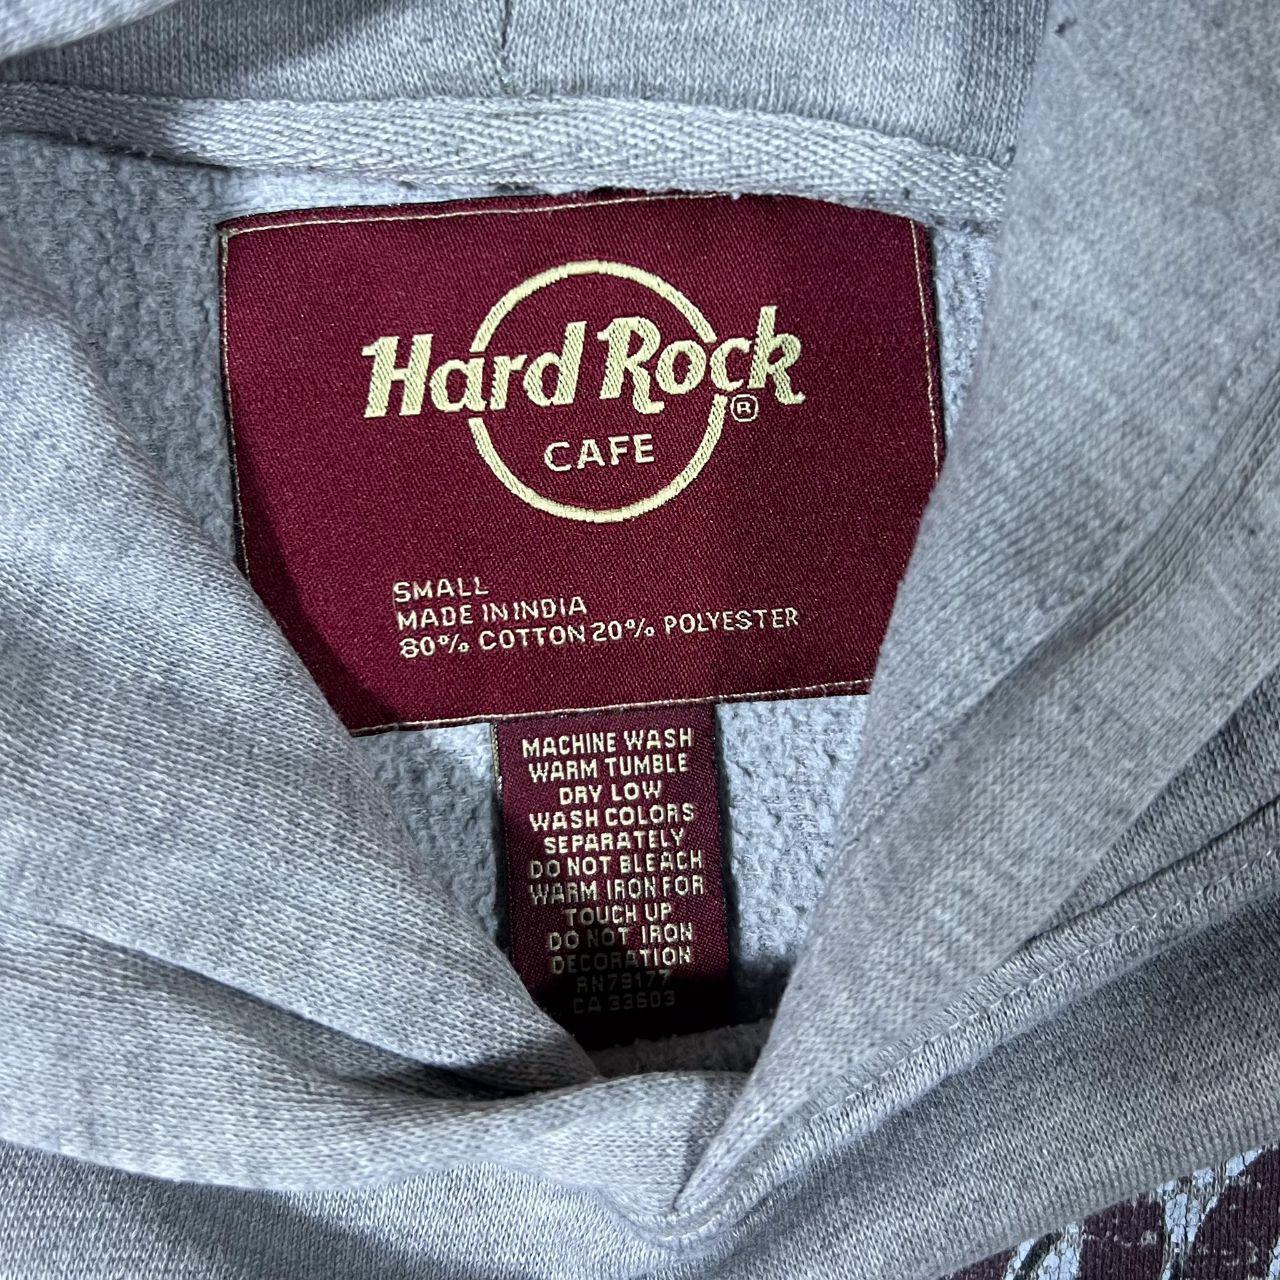 Hard Rock
®
CAFE
SMALL
MADE IN INDIA
80% COTTON 20% POLYESTER
MACHINE WASH
WARM TUMBLE
DRY LOW
WASH COLORS
SEPARATELY
DO NOT BLEACH
WARM IRON FOR
TOUCH UP
DO NOT IRON
DECORATION
RN79177
CA 33603